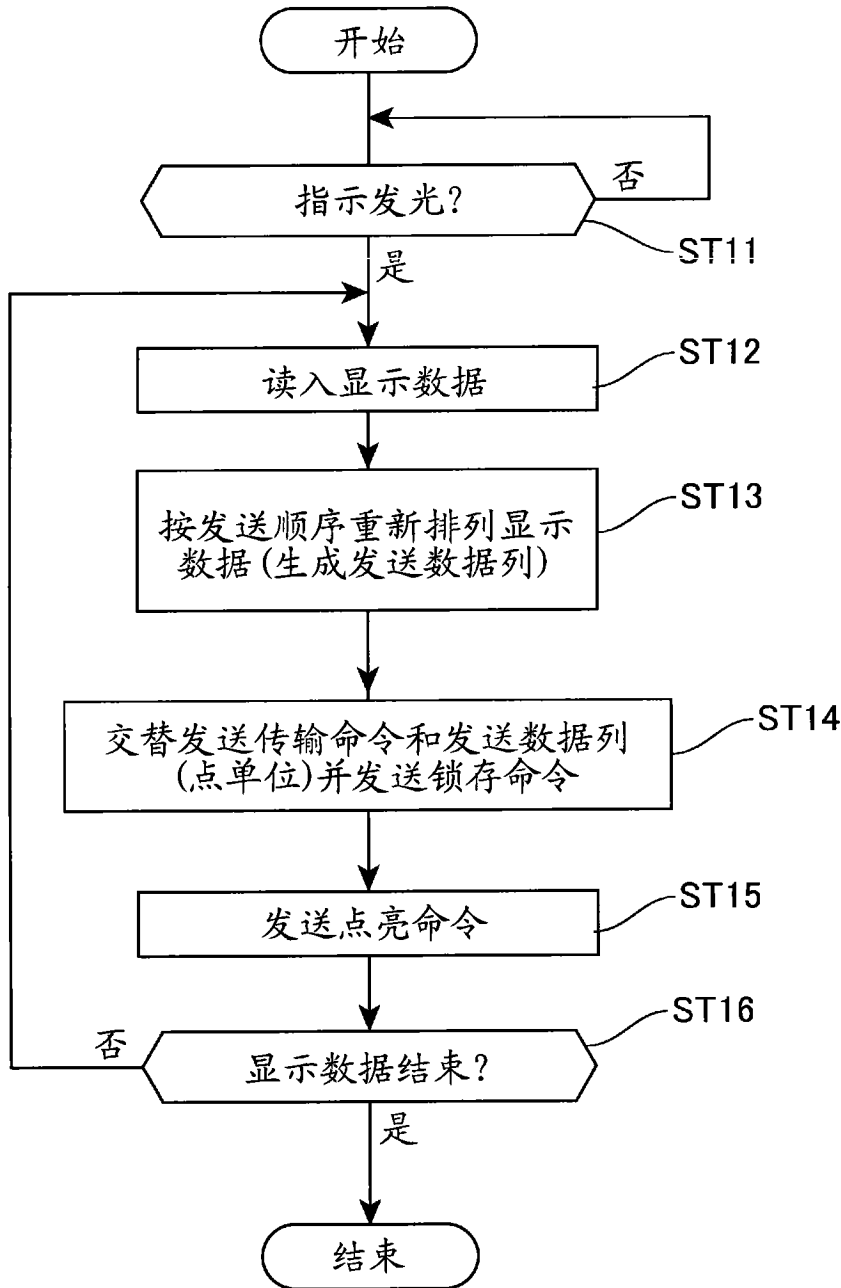 开始
指示发光?
否
ST11
是
ST12
读入显示数据
ST13
按发送顺序重新排列显示
数据(生成发送数据列)
ST14
交替发送传输命令和发送数据列
(点单位)并发送锁存命令
ST15
发送点亮命令
ST16
否
显示数据结束?
是
结束